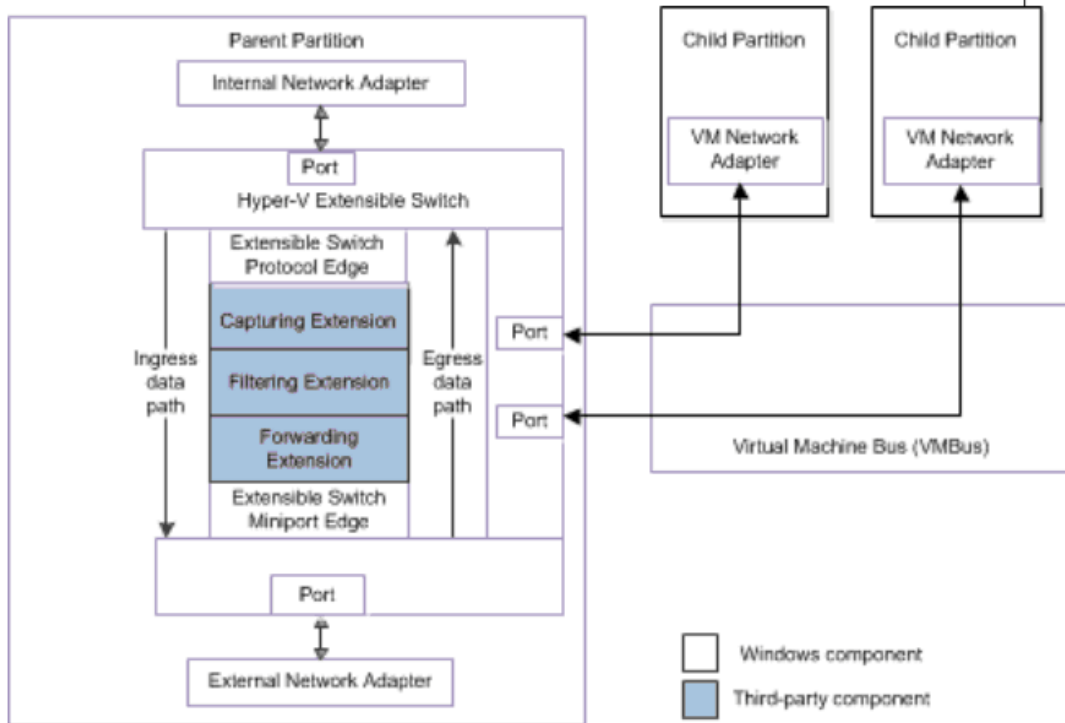 Parent Partition
Internal Network Adapter
Port
Hyper-V Extensible Switch
Extensible Switch
Protocol Edge
Capturing Extension
Filtering Extension
Forwarding
Extension
Extensible Switch
Miniport Edge
Ingress
data
path
Egress
data
path
Port
Port
Port
External Network Adapter
Child Partition
VM Network
Adapter
Child Partition
VM Network
Adapter
Virtual Machine Bus (VMBus)
Windows component
Third-party component